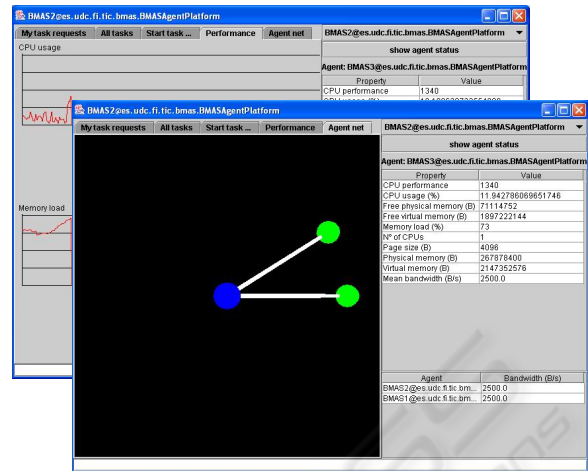 BMAS2@es.udc.fi.tic.bmas.BMASAgentPlatform
My task requests All tasks Start task ... Performance Agent net
BMAS2@es.udc.fi.tic.bmas.BMASAgentPlatform
CPU usage
show agent status
Agent: BMAS3@es.udc.fi.tic.bmas.BMASAgentPlatform
Property Value
CPU performance 1340
Memory load
BMAS2@es.udc.fi.tic.bmas.BMASAgentPlatform
My task requests All tasks Start task ... Performance Agent net
BMAS2@es.udc.fi.tic.bmas.BMASAgentPlatform
show agent status
Agent: BMAS3@es.udc.fi.tic.bmas.BMASAgentPlatform
Property Value
CPU performance 1340
CPU usage (%) 11.942786069651746
Free physical memory (B) 71114752
Free virtual memory (B) 1897222144
Memory load (%) 73
Nº of CPUs 1
Page size (B) 4096
Physical memory (B) 267878400
Virtual memory (B) 2147352576
Mean bandwidth (B/s) 2500.0
Agent Bandwidth (B/s)
BMAS2@es.udc.fi.tic.bm... 2500.0
BMAS1@es.udc.fi.tic.bm... 2500.0